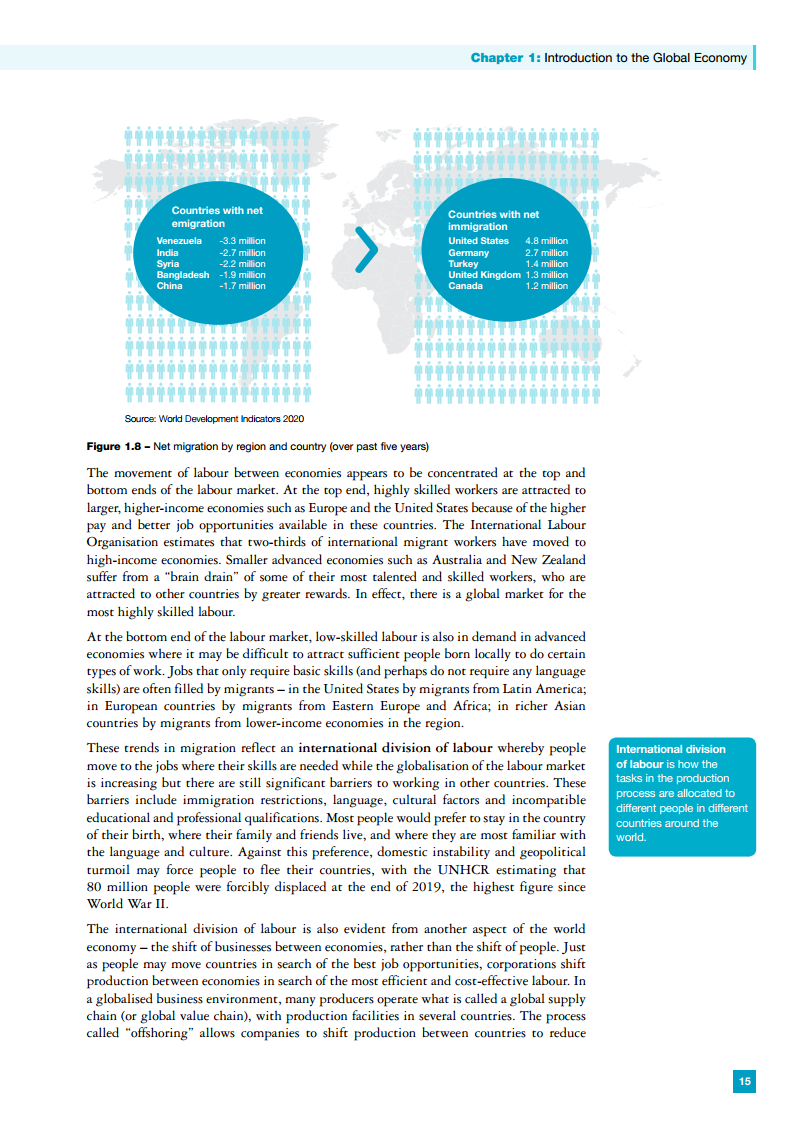 Chapter 1: Introduction to the Global Economy
Countries with net
emigration
Venezuela -3.3 million
India -2.7 million
Syria -2.2 million
Bangladesh -1.9 million
China -1.7 million
Countries with net
immigration
United States 4.8 million
Germany 2.7 million
Turkey 1.4 million
United Kingdom 1.3 million
Canada 1.2 million
Source: World Development Indicators 2020
Figure 1.8 – Net migration by region and country (over past five years)
The movement of labour between economies appears to be concentrated at the top and
bottom ends of the labour market. At the top end, highly skilled workers are attracted to
larger, higher-income economies such as Europe and the United States because of the higher
pay and better job opportunities available in these countries. The International Labour
Organisation estimates that two-thirds of international migrant workers have moved to
high-income economies. Smaller advanced economies such as Australia and New Zealand
suffer from a “brain drain” of some of their most talented and skilled workers, who are
attracted to other countries by greater rewards. In effect, there is a global market for the
most highly skilled labour.
At the bottom end of the labour market, low-skilled labour is also in demand in advanced
economies where it may be difficult to attract sufficient people born locally to do certain
types of work. Jobs that only require basic skills (and perhaps do not require any language
skills) are often filled by migrants – in the United States by migrants from Latin America;
in European countries by migrants from Eastern Europe and Africa; in richer Asian
countries by migrants from lower-income economies in the region.
These trends in migration reflect an international division of labour whereby people
move to the jobs where their skills are needed while the globalisation of the labour market
is increasing but there are still significant barriers to working in other countries. These
barriers include immigration restrictions, language, cultural factors and incompatible
educational and professional qualifications. Most people would prefer to stay in the country
of their birth, where their family and friends live, and where they are most familiar with
the language and culture. Against this preference, domestic instability and geopolitical
turmoil may force people to flee their countries, with the UNHCR estimating that
80 million people were forcibly displaced at the end of 2019, the highest figure since
World War II.
International division
of labour is how the
tasks in the production
process are allocated to
different people in different
countries around the
world.
The international division of labour is also evident from another aspect of the world
economy – the shift of businesses between economies, rather than the shift of people. Just
as people may move countries in search of the best job opportunities, corporations shift
production between economies in search of the most efficient and cost-effective labour. In
a globalised business environment, many producers operate what is called a global supply
chain (or global value chain), with production facilities in several countries. The process
called “offshoring” allows companies to shift production between countries to reduce
15